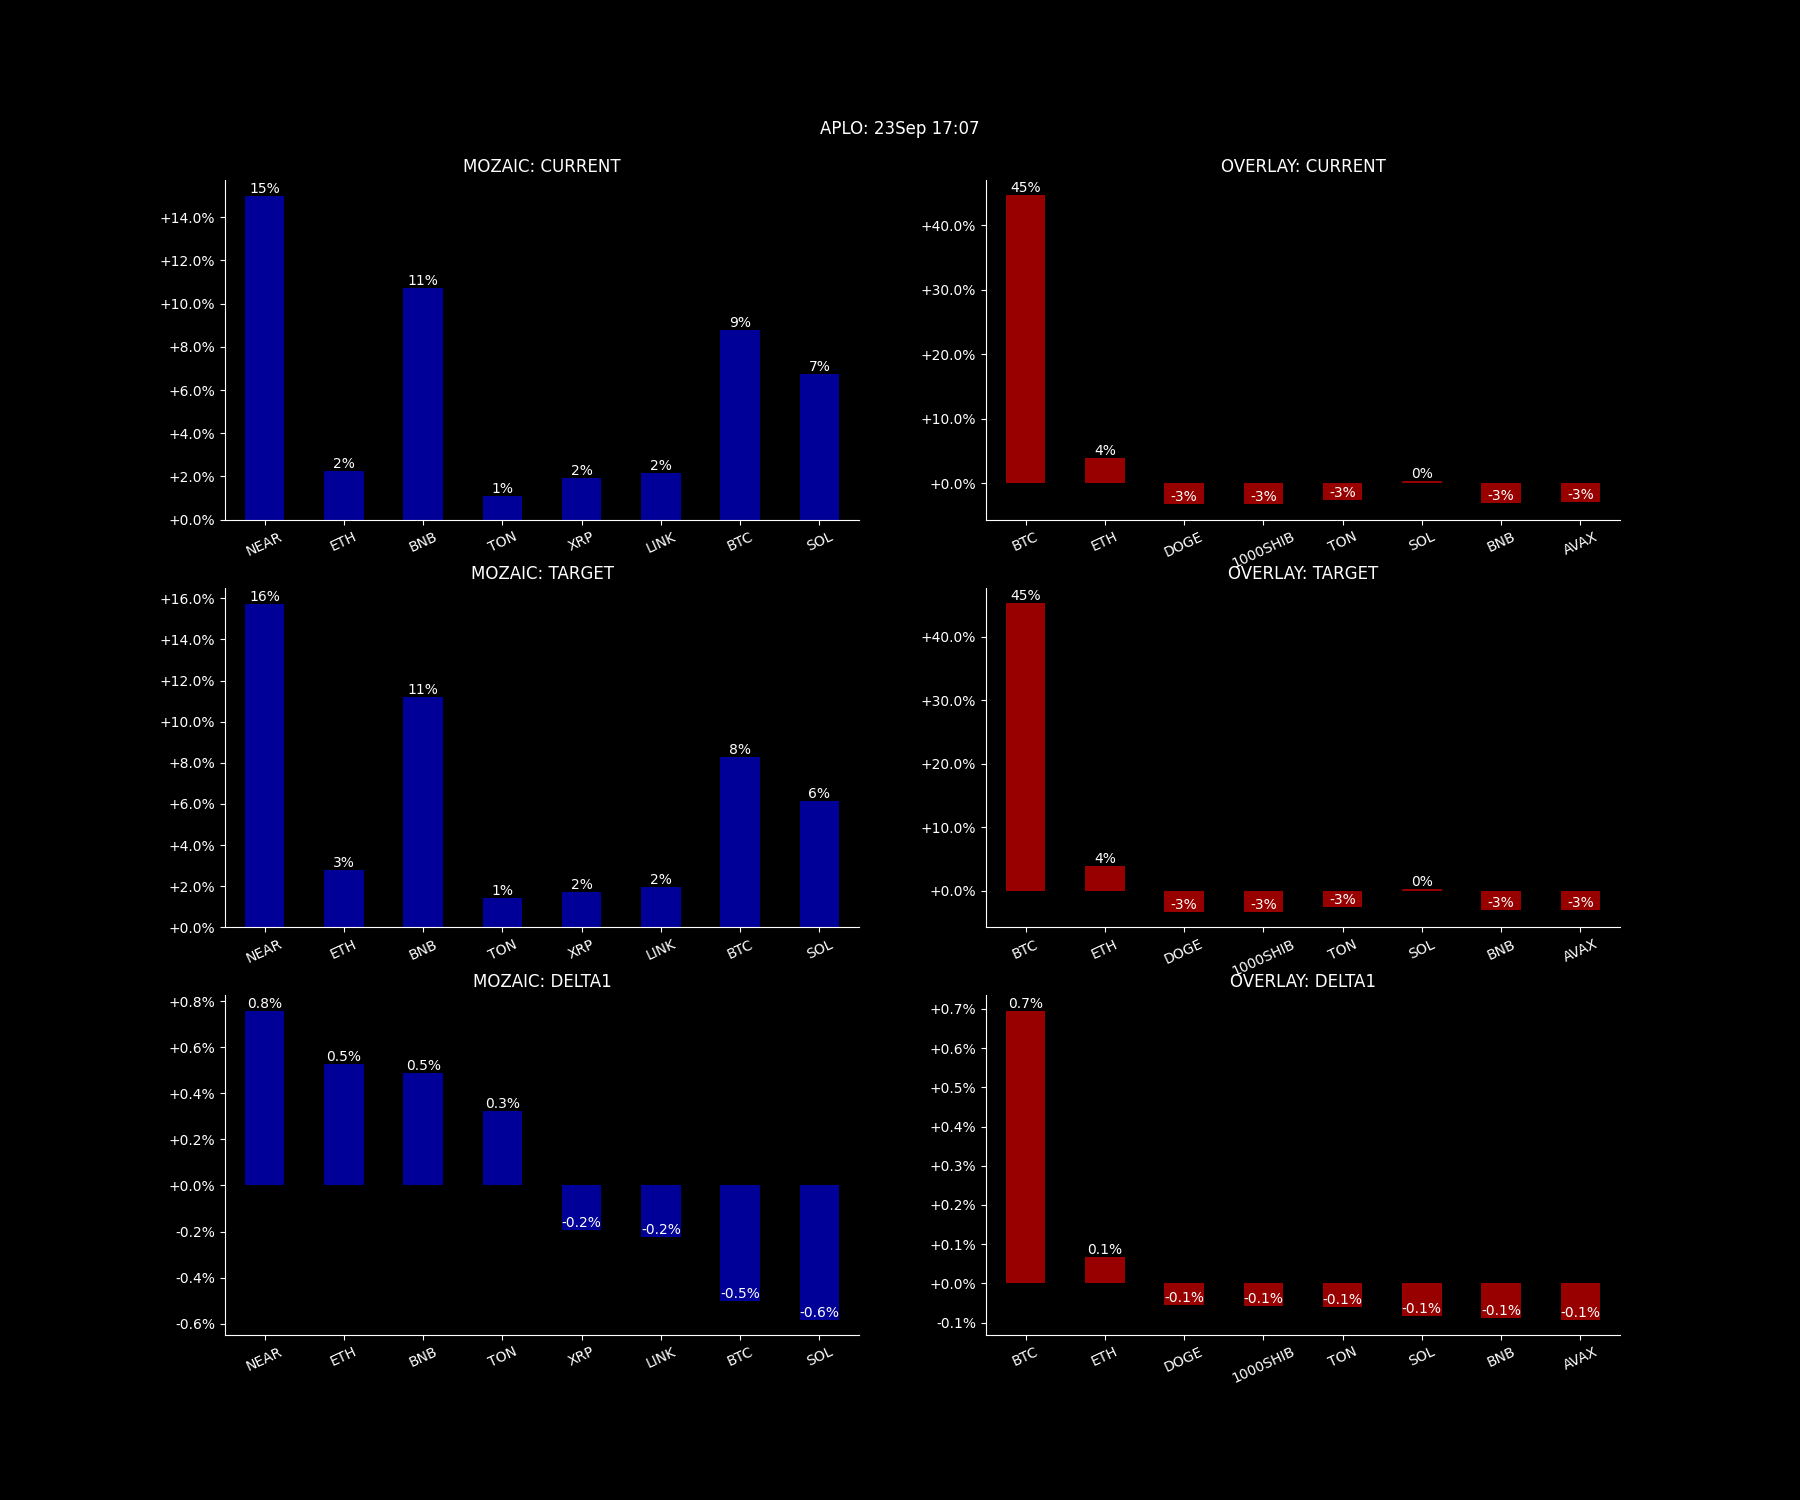 APLO: 23Sep 17:07
MOZAIC: CURRENT
+14.0%
+12.0%
+10.0%
+8.0%
+6.0%
+4.0%
+2.0%
+0.0%
15%
2%
11%
1%
2%
2%
9%
7%
NEAR
ETH
BNB
TON
XRP
LINK
BTC
SOL
OVERLAY: CURRENT
+40.0%
+30.0%
+20.0%
+10.0%
+0.0%
45%
4%
-3%
-3%
-3%
0%
-3%
-3%
BTC
ETH
DOGE
1000SHIB
TON
SOL
BNB
AVAX
MOZAIC: TARGET
+16.0%
+14.0%
+12.0%
+10.0%
+8.0%
+6.0%
+4.0%
+2.0%
+0.0%
16%
3%
11%
1%
2%
2%
8%
6%
NEAR
ETH
BNB
TON
XRP
LINK
BTC
SOL
OVERLAY: TARGET
+40.0%
+30.0%
+20.0%
+10.0%
+0.0%
45%
4%
-3%
-3%
-3%
0%
-3%
-3%
BTC
ETH
DOGE
1000SHIB
TON
SOL
BNB
AVAX
MOZAIC: DELTA1
+0.8%
+0.6%
+0.4%
+0.2%
+0.0%
-0.2%
-0.4%
-0.6%
0.8%
0.5%
0.5%
0.3%
-0.2%
-0.2%
-0.5%
-0.6%
NEAR
ETH
BNB
TON
XRP
LINK
BTC
SOL
OVERLAY: DELTA1
+0.7%
+0.6%
+0.5%
+0.4%
+0.3%
+0.2%
+0.1%
+0.0%
-0.1%
0.7%
0.1%
-0.1%
-0.1%
-0.1%
-0.1%
-0.1%
-0.1%
BTC
ETH
DOGE
1000SHIB
TON
SOL
BNB
AVAX